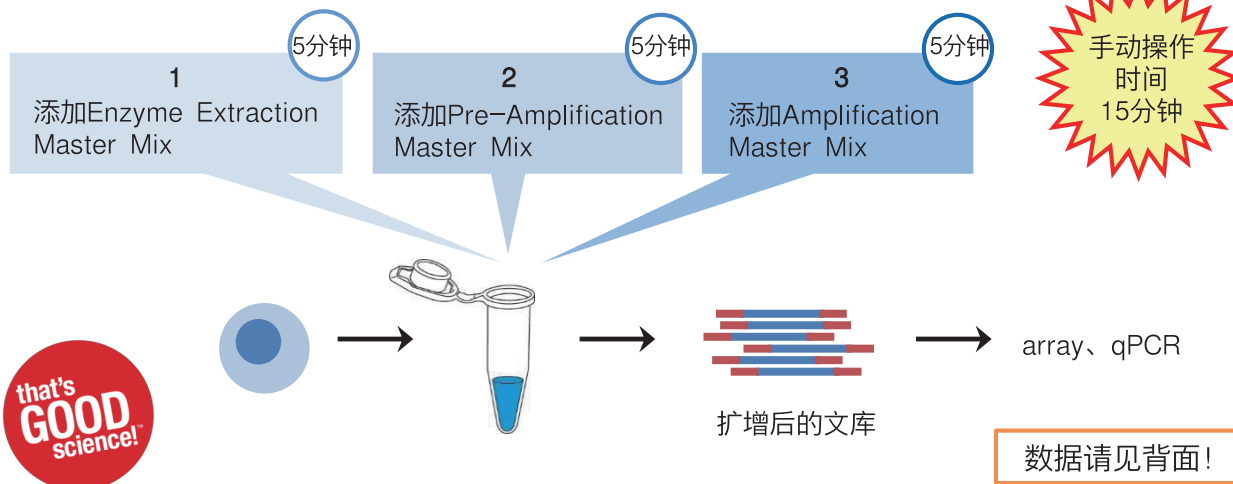 5分钟
1
添加Enzyme Extraction
Master Mix
5分钟
2
添加Pre-Amplification
Master Mix
5分钟
3
添加Amplification
Master Mix
手动操作
时间
15分钟
array、qPCR
扩增后的文库
that's
GOOD
science!™
数据请见背面!